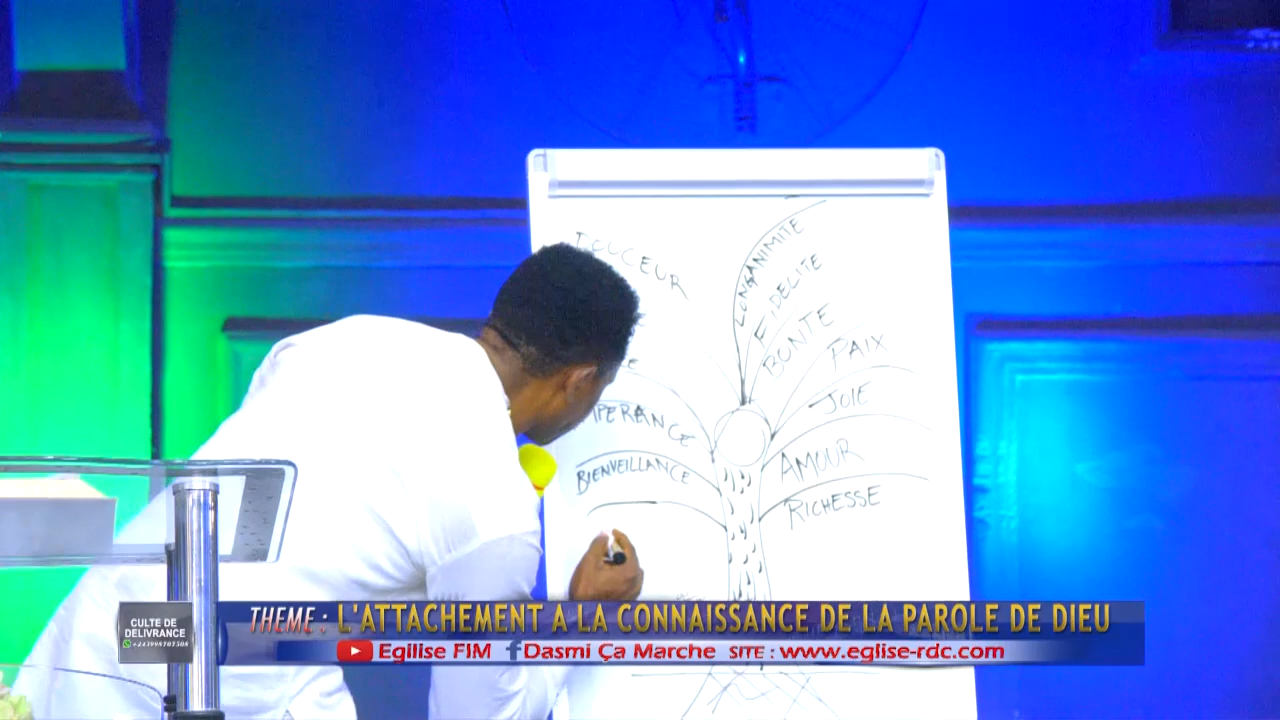 DOUCEUR
LONGANIMITE
FIDELITE
BONTE
PAIX
JOIE
AMOUR
RICHESSE
BIENVEILLANCE
CULTE DE
DELIVRANCE
THEME : L'ATTACHEMENT A LA CONNAISSANCE DE LA PAROLE DE DIEU
Eglise FIM Dasmi Ça Marche SITE : www.eglise-rdc.com